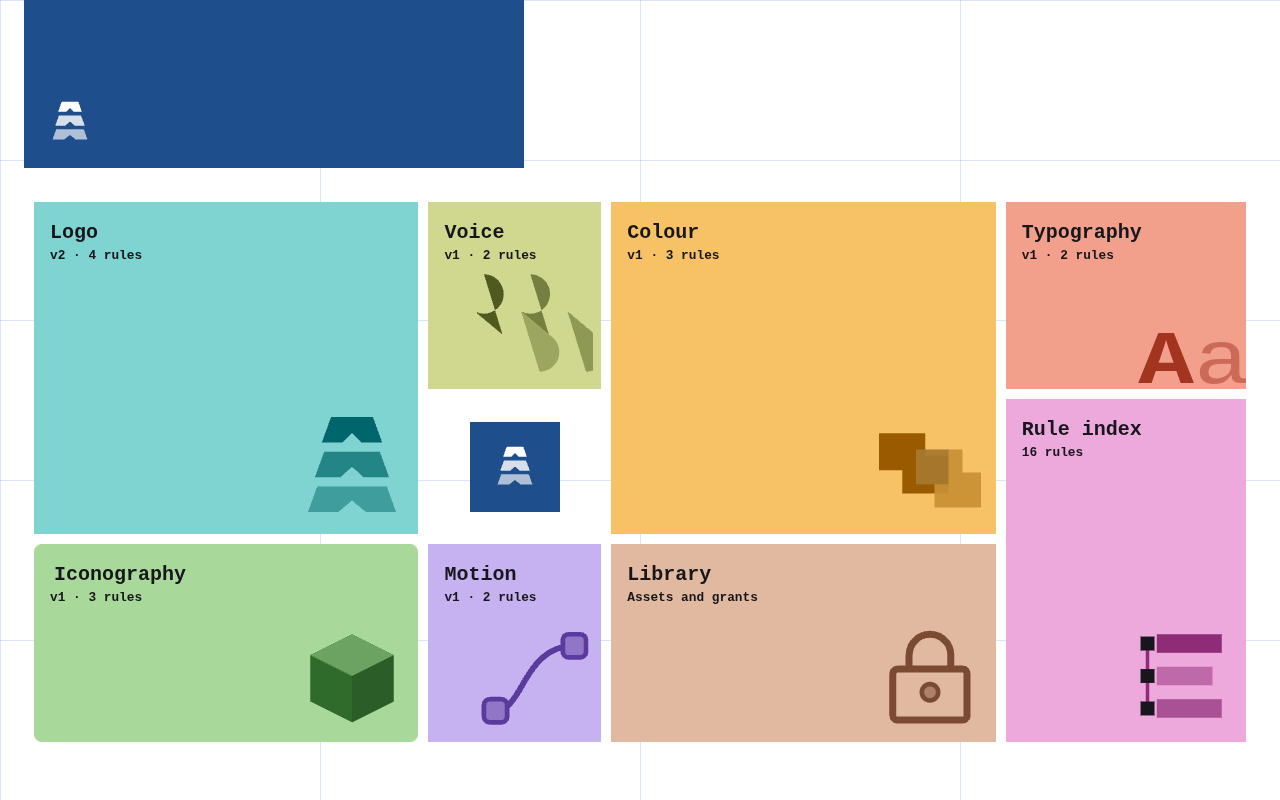 Logo
v2 · 4 rules
Voice
v1 · 2 rules
Colour
v1 · 3 rules
Typography
v1 · 2 rules
Aa
Rule index
16 rules
Iconography
v1 · 3 rules
Motion
v1 · 2 rules
Library
Assets and grants